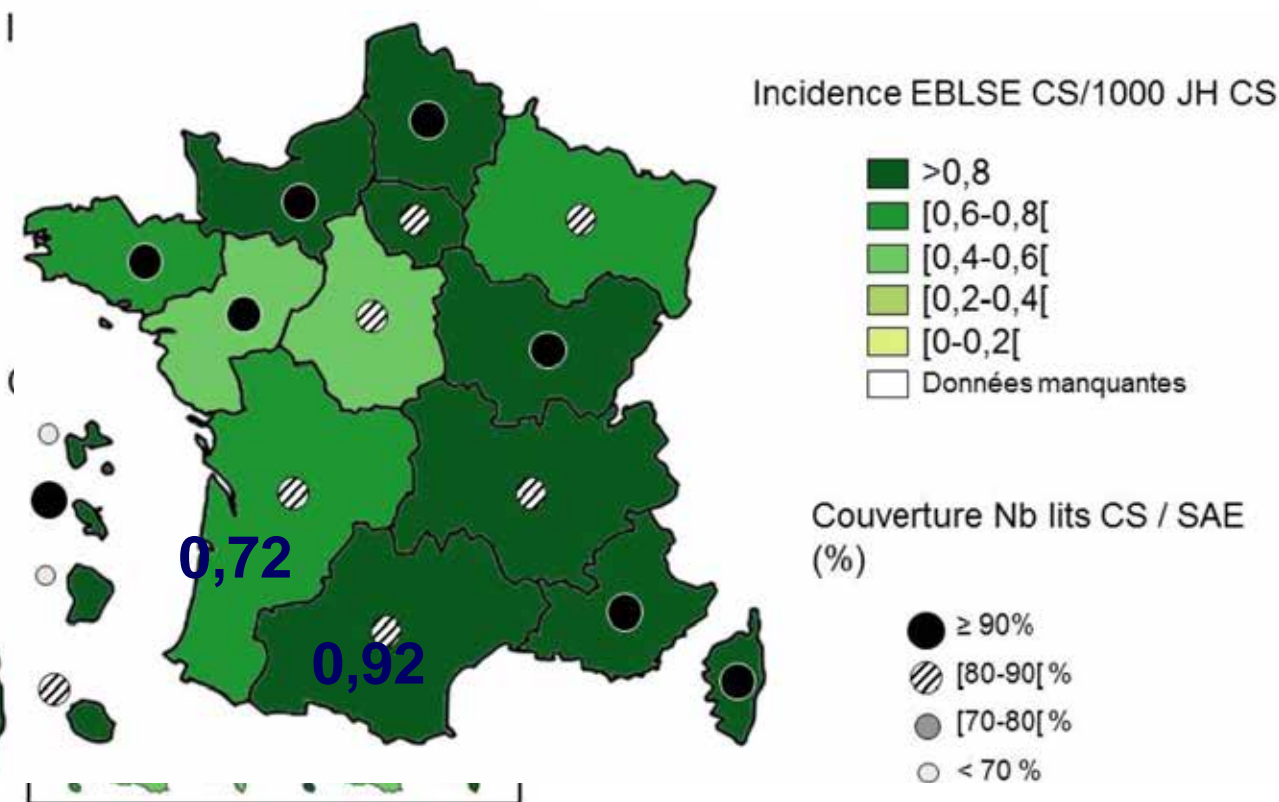 Incidence EBLSE CS/1000 JH CS
>0,8
[0,6-0,8[
[0,4-0,6[
[0,2-0,4[
[0-0,2[
Données manquantes
Couverture Nb lits CS / SAE
(%)
≥ 90%
[80-90[ %
[70-80[ %
< 70 %
0,72
0,92